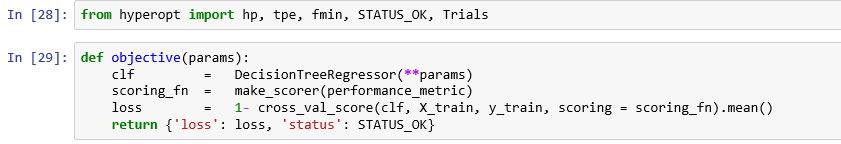 In [28]: from hyperopt import hp, tpe, fmin, STATUS_OK, Trials
In [29]: def objective(params):
    clf         =   DecisionTreeRegressor(**params)
    scoring_fn  =   make_scorer(performance_metric)
    loss        =   1- cross_val_score(clf, X_train, y_train, scoring = scoring_fn).mean()
    return {'loss': loss, 'status': STATUS_OK}